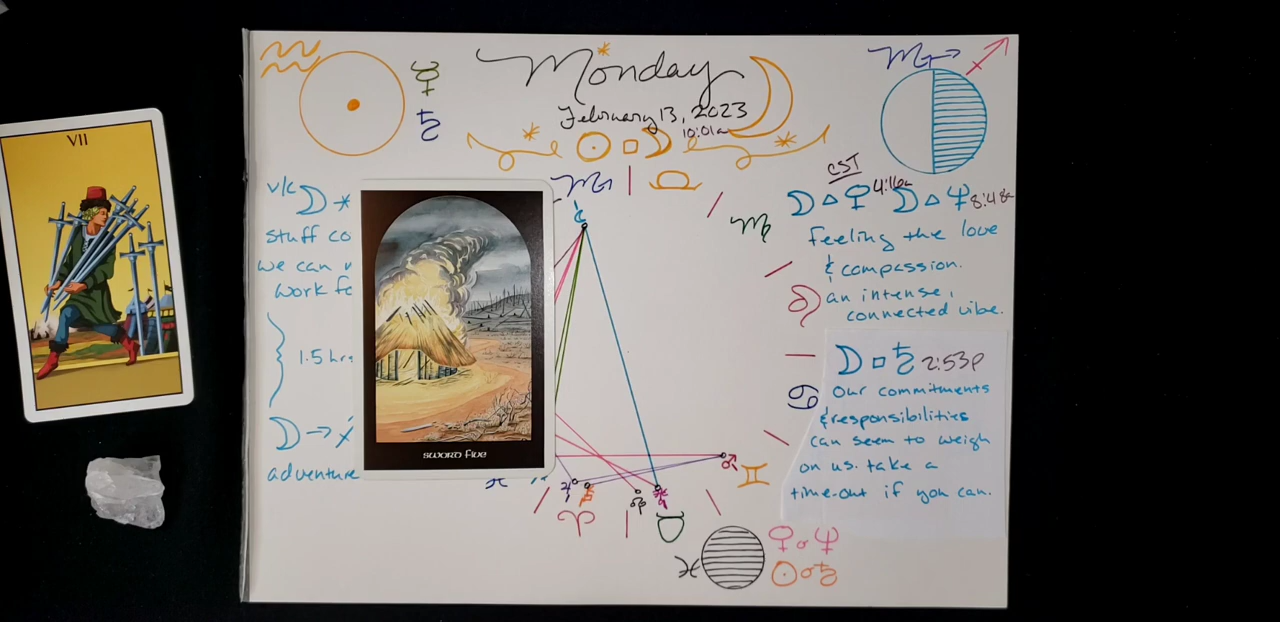 Monday
February 13, 2023
10:01a
VII
v/c ☽ ⚹
stuff co
we can
work fo
1.5 hrs
☽ → 
adventure
SWORD FIVE
CST
☽ △ ♀ 4:16a ☽ △ ♆ 8:48a
Feeling the love
& compassion.
an intense,
connected vibe.
☽ □ ♄ 2:53p
Our commitments
& responsibilities
can seem to weigh
on us. take a
time-out if you can.